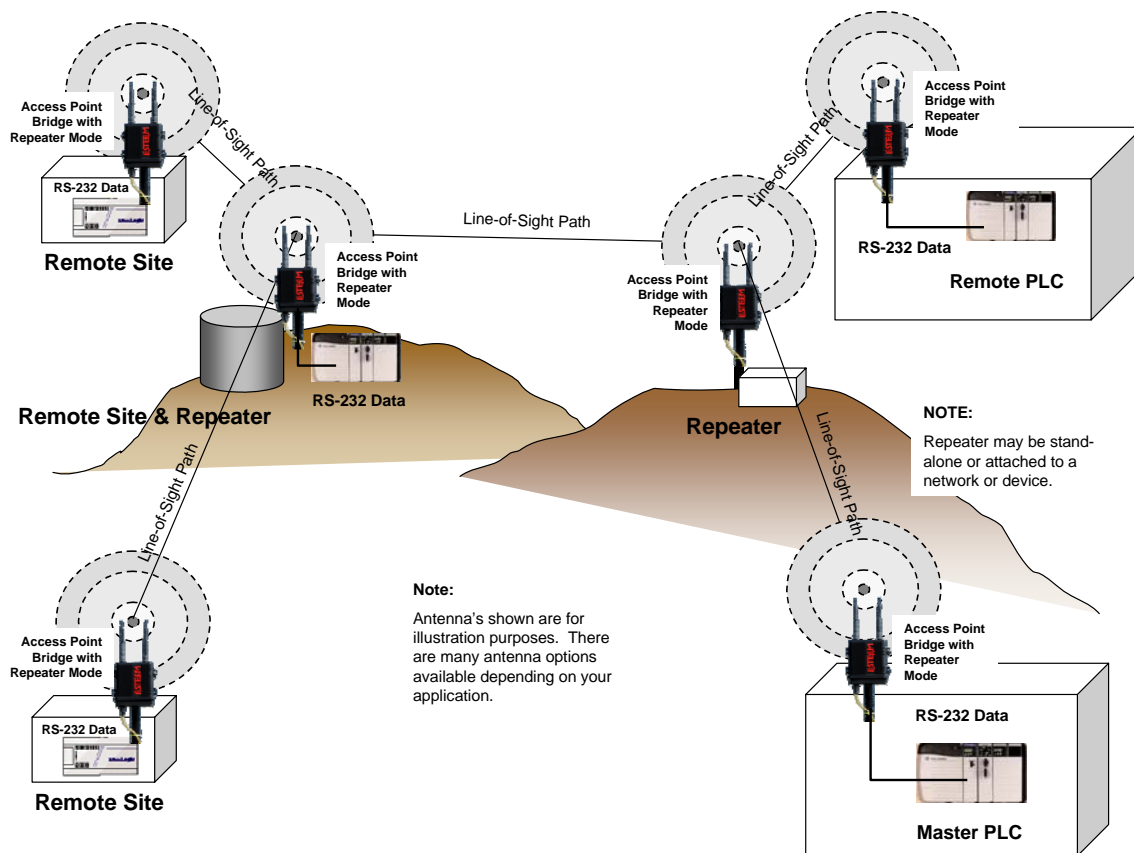 Access Point
Bridge with
Repeater Mode
RS-232 Data
Remote Site
Line-of-Sight Path
Access Point
Bridge with
Repeater
Mode
RS-232 Data
Remote Site & Repeater
Line-of-Sight Path
Line-of-Sight Path
Access Point
Bridge with
Repeater
Mode
Repeater
Line-of-Sight Path
Access Point
Bridge with
Repeater
Mode
RS-232 Data
Remote PLC
NOTE:
Repeater may be stand-
alone or attached to a
network or device.
Line-of-Sight Path
Access Point
Bridge with
Repeater Mode
RS-232 Data
Remote Site
Note:
Antenna's shown are for
illustration purposes. There
are many antenna options
available depending on your
application.
Access Point
Bridge with
Repeater
Mode
RS-232 Data
Master PLC